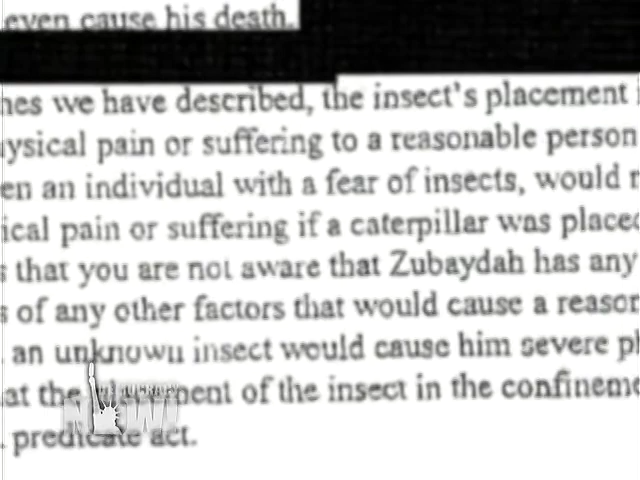 even cause his death.
nes we have described, the insect's placement i
ysical pain or suffering to a reasonable person
en an individual with a fear of insects, would n
ical pain or suffering if a caterpillar was placed
s that you are not aware that Zubaydah has any
s of any other factors that would cause a reason
an unknown insect would cause him severe ph
at the placement of the insect in the confineme
predicate act.
DEMOCRACY
NOW!